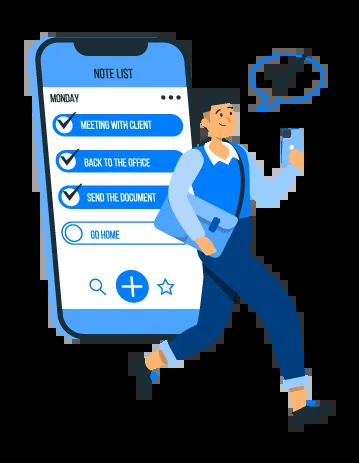 NOTE LIST
MONDAY
MEETING WITH CLIENT
BACK TO THE OFFICE
SEND THE DOCUMENT
GO HOME